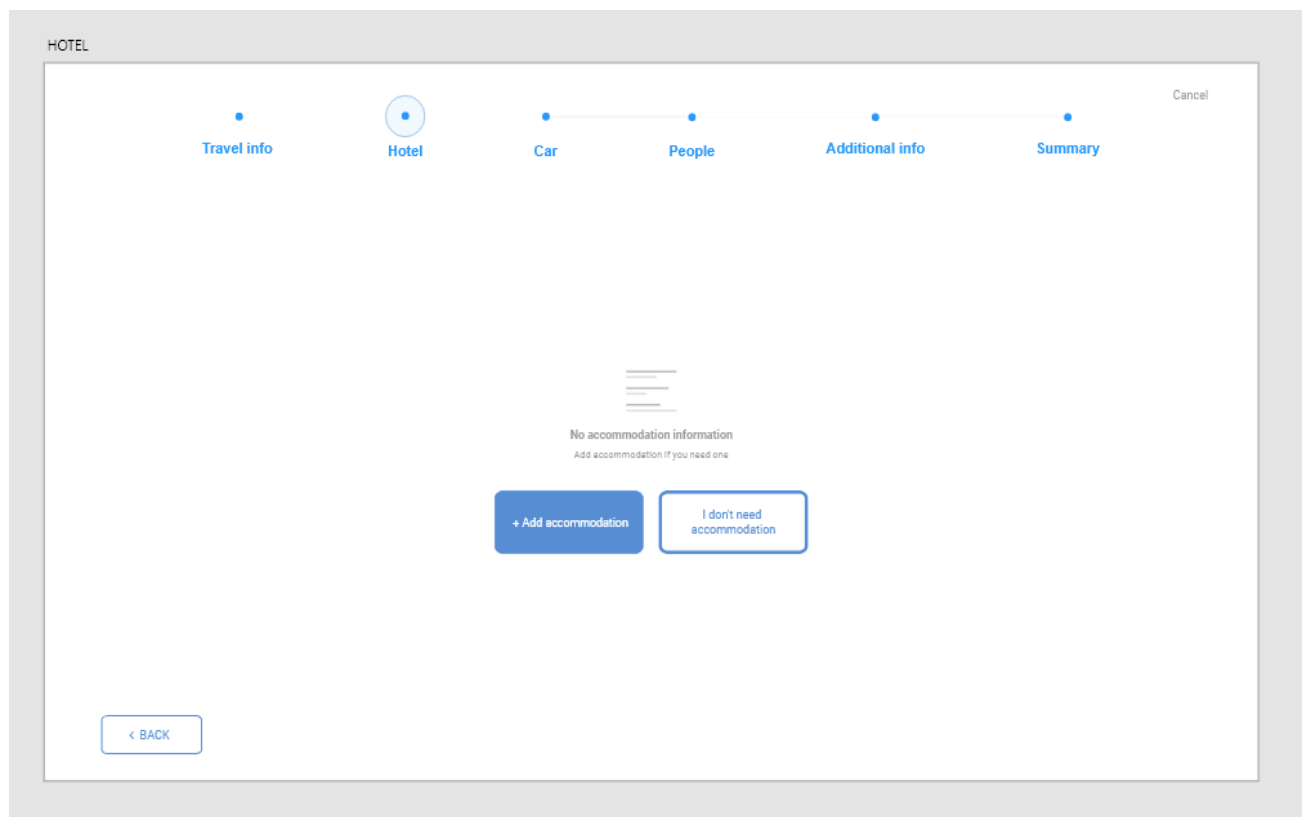 HOTEL
Cancel
Travel info
Hotel
Car
People
Additional info
Summary
No accommodation information
Add accommodation if you need one
+ Add accommodation
I don't need
accommodation
< BACK